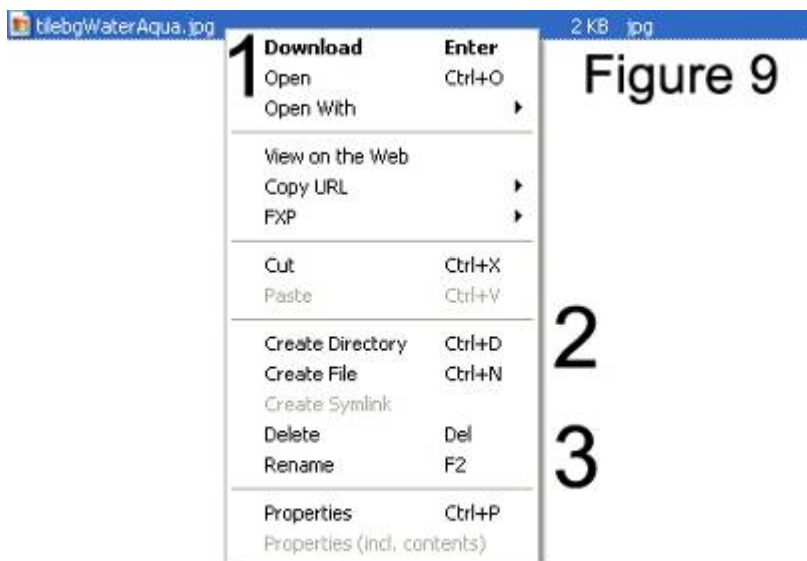 tilebgWaterAqua.jpg 2 KB jpg
1 Download Enter
Figure 9
Open Ctrl+O
Open With
View on the Web
Copy URL
FXP
Cut Ctrl+X
Paste Ctrl+V
2
Create Directory Ctrl+D
Create File Ctrl+N
Create Symlink
Delete Del
3
Rename F2
Properties Ctrl+P
Properties (incl. contents)